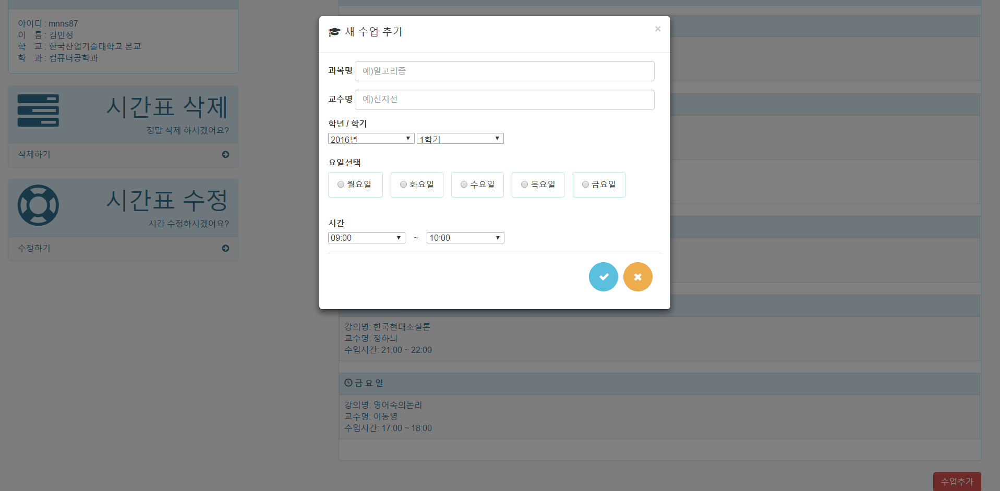 아이디 : mnns87
이 름 : 김민성
학 교 : 한국산업기술대학교 본교
학 과 : 컴퓨터공학과
시간표 삭제
정말 삭제 하시겠어요?
삭제하기
시간표 수정
시간 수정하시겠어요?
수정하기
새 수업 추가
×
과목명 예)알고리즘
교수명 예)신지선
학년 / 학기
2016년 1학기
요일선택
월요일 화요일 수요일 목요일 금요일
시간
09:00 ~ 10:00
강의명: 한국현대소설론
교수명: 정하늬
수업시간: 21:00 ~ 22:00
금 요 일
강의명: 영어속의논리
교수명: 이동영
수업시간: 17:00 ~ 18:00
수업추가